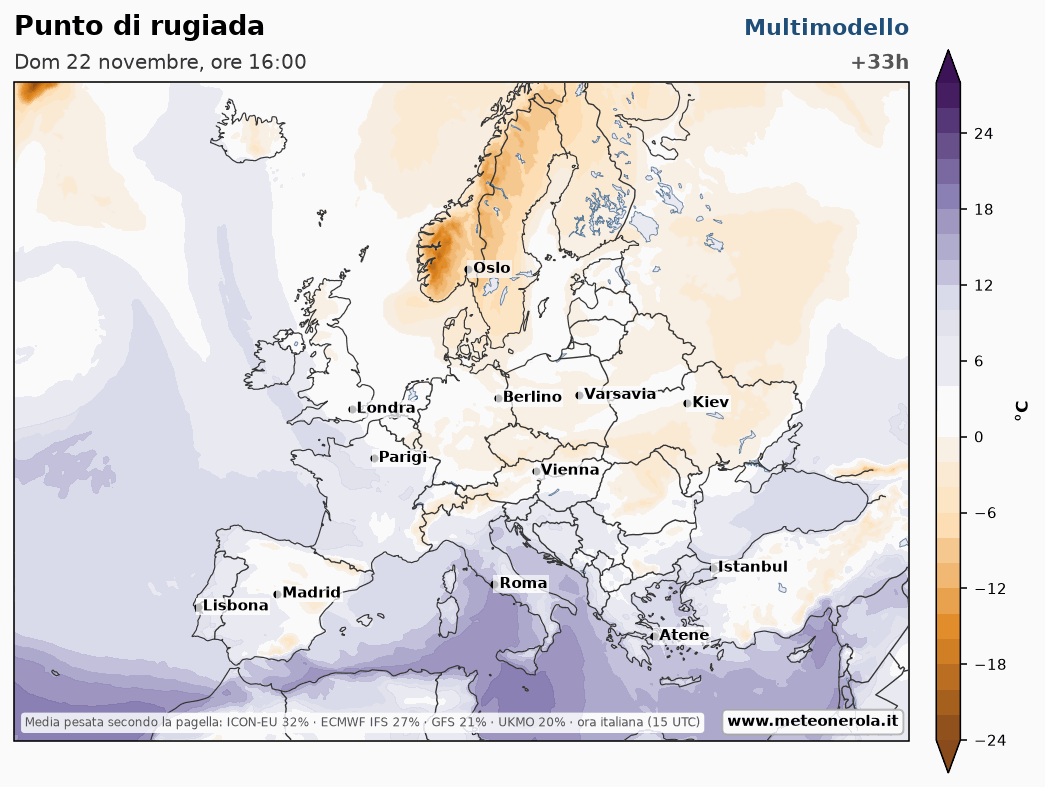 Punto di rugiada
Multimodello
Dom 22 novembre, ore 16:00
+33h
24
18
12
6
0
−6
−12
−18
−24
°C
Oslo
Londra
Berlino
Varsavia
Kiev
Parigi
Vienna
Istanbul
Roma
Madrid
Lisbona
Atene
Media pesata secondo la pagella: ICON-EU 32% · ECMWF IFS 27% · GFS 21% · UKMO 20% · ora italiana (15 UTC)
www.meteonerola.it